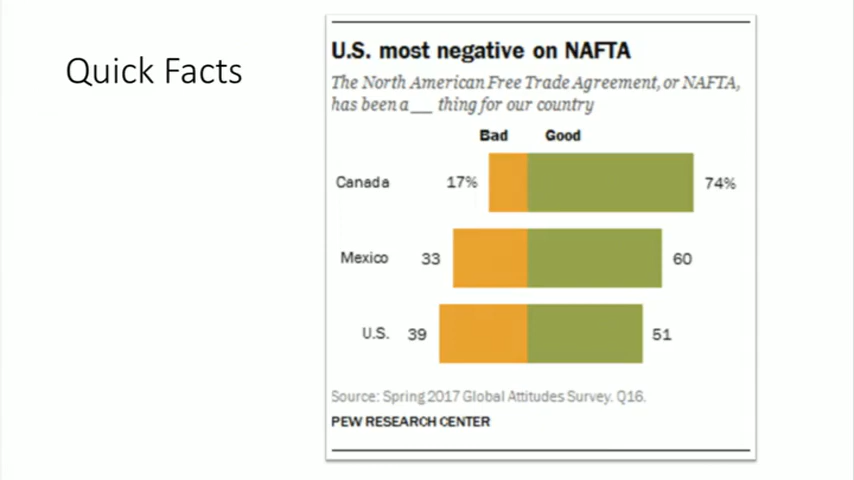 Quick Facts
U.S. most negative on NAFTA
The North American Free Trade Agreement, or NAFTA,
has been a __ thing for our country
Bad Good
Canada 17% 74%
Mexico 33 60
U.S. 39 51
Source: Spring 2017 Global Attitudes Survey. Q16.
PEW RESEARCH CENTER